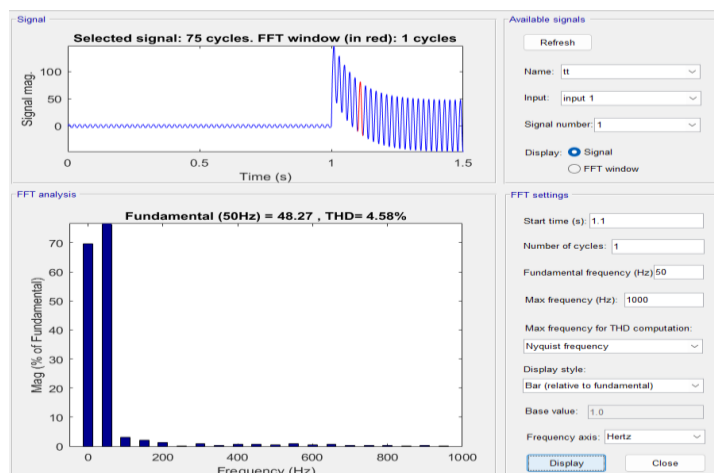 Signal
Selected signal: 75 cycles. FFT window (in red): 1 cycles
100
50
0
Signal mag.
0
0.5
1
1.5
Time (s)
FFT analysis
Fundamental (50Hz) = 48.27 , THD= 4.58%
70
60
50
40
30
20
10
0
Mag (% of Fundamental)
0
200
400
600
800
1000
Frequency (Hz)
Available signals
Refresh
Name: tt
Input: input 1
Signal number: 1
Display: Signal
FFT window
FFT settings
Start time (s): 1.1
Number of cycles: 1
Fundamental frequency (Hz) 50
Max frequency (Hz): 1000
Max frequency for THD computation:
Nyquist frequency
Display style:
Bar (relative to fundamental)
Base value: 1.0
Frequency axis: Hertz
Display
Close